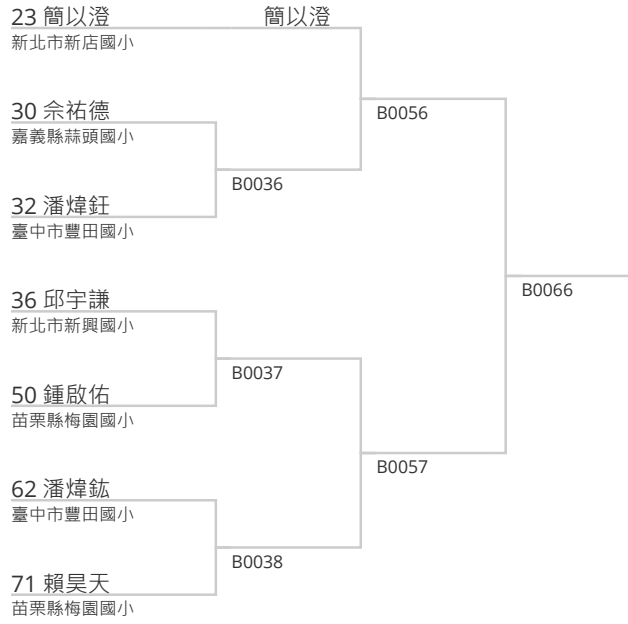 23 簡以澄
簡以澄
新北市新店國小
B0056
30 佘祐德
嘉義縣蒜頭國小
B0036
32 潘煒鈺
臺中市豐田國小
B0066
36 邱宇謙
新北市新興國小
B0037
50 鍾啟佑
苗栗縣梅園國小
B0057
62 潘煒鈜
臺中市豐田國小
B0038
71 賴昊天
苗栗縣梅園國小